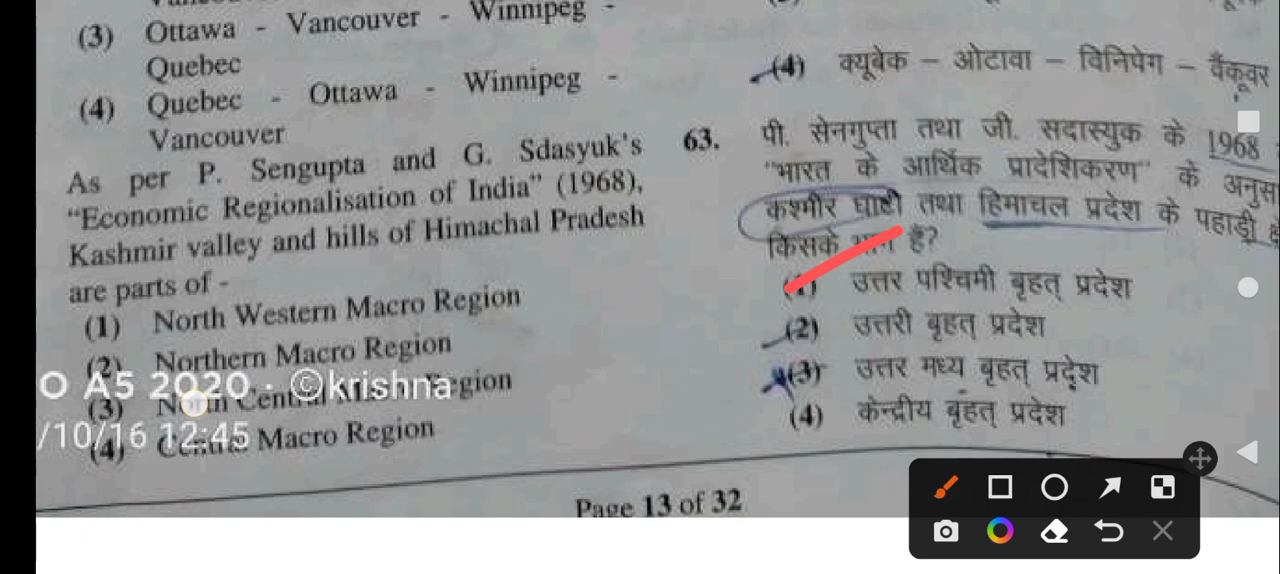 (3) Ottawa - Vancouver - Winnipeg -
Quebec
(4) Quebec - Ottawa - Winnipeg -
Vancouver
As per P. Sengupta and G. Sdasyuk's
"Economic Regionalisation of India" (1968),
Kashmir valley and hills of Himachal Pradesh
are parts of -
(1) North Western Macro Region
(2) Northern Macro Region
(3) North Central Region
(4) Central Macro Region
O A5 2020 · ©krishna
/10/16 12:45
(4) क्यूबेक – ओटावा – विनिपेग – वैंकूवर
63. पी. सेनगुप्ता तथा जी. सदास्युक के 1968
"भारत के आर्थिक प्रादेशिकरण" के
कश्मीर घाटी तथा हिमाचल प्रदेश के पहाड़ी
किसके भाग हैं?
(1) उत्तर पश्चिमी बृहत् प्रदेश
(2) उत्तरी बृहत् प्रदेश
(3) उत्तर मध्य बृहत् प्रदेश
(4) केन्द्रीय बृहत् प्रदेश
Page 13 of 32